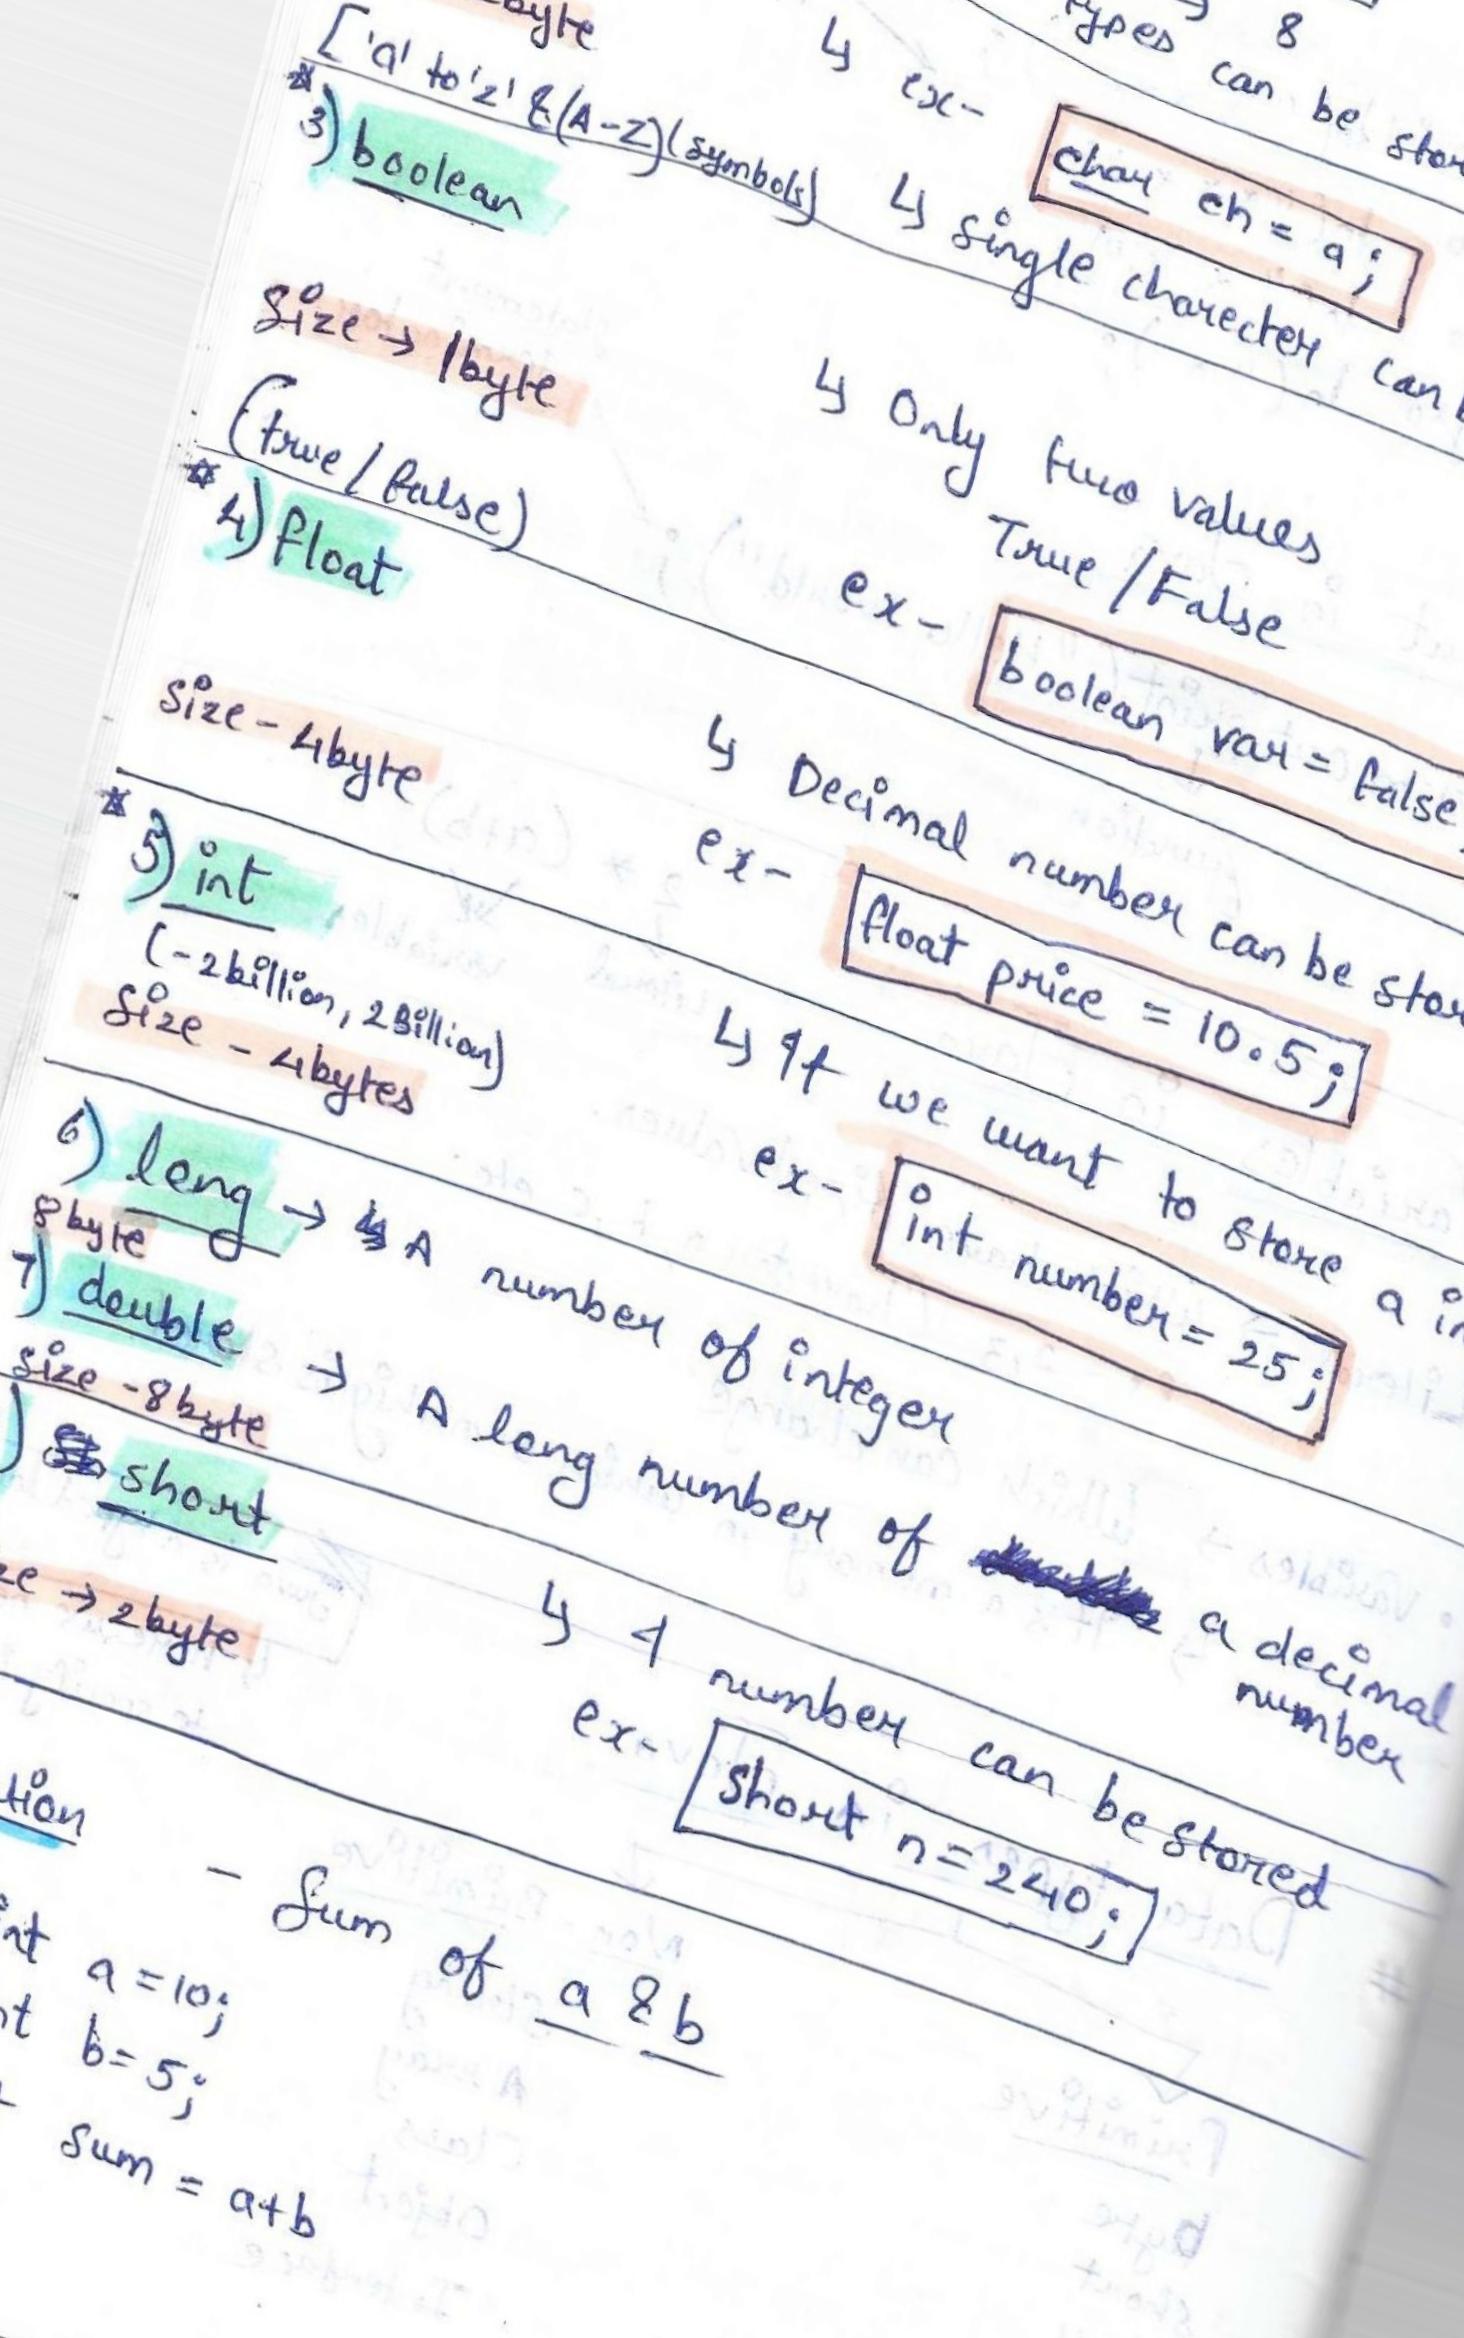 byte
8
types can be stor
['a' to 'z' & (A-Z) (symbols)
ex-
char ch = a;
↳ single charecter can b
* 3) boolean
Size → 1byte
(true / false)
↳ Only two values
True / False
ex- boolean var = false
* 4) float
Size - 4byte
↳ Decimal number can be stor
ex- float price = 10.5;
* 5) int
(-2billion, 2Billion)
Size - 4bytes
↳ If we want to store a in
ex- int number = 25;
6) long → A number of integer
8byte
7) double → A long number of a decimal
number
size - 8byte
) short
ze → 2byte
↳ A number can be stored
ex- short n = 240;
tion - Sum of a & b
int a = 10;
nt b = 5;
sum = a+b